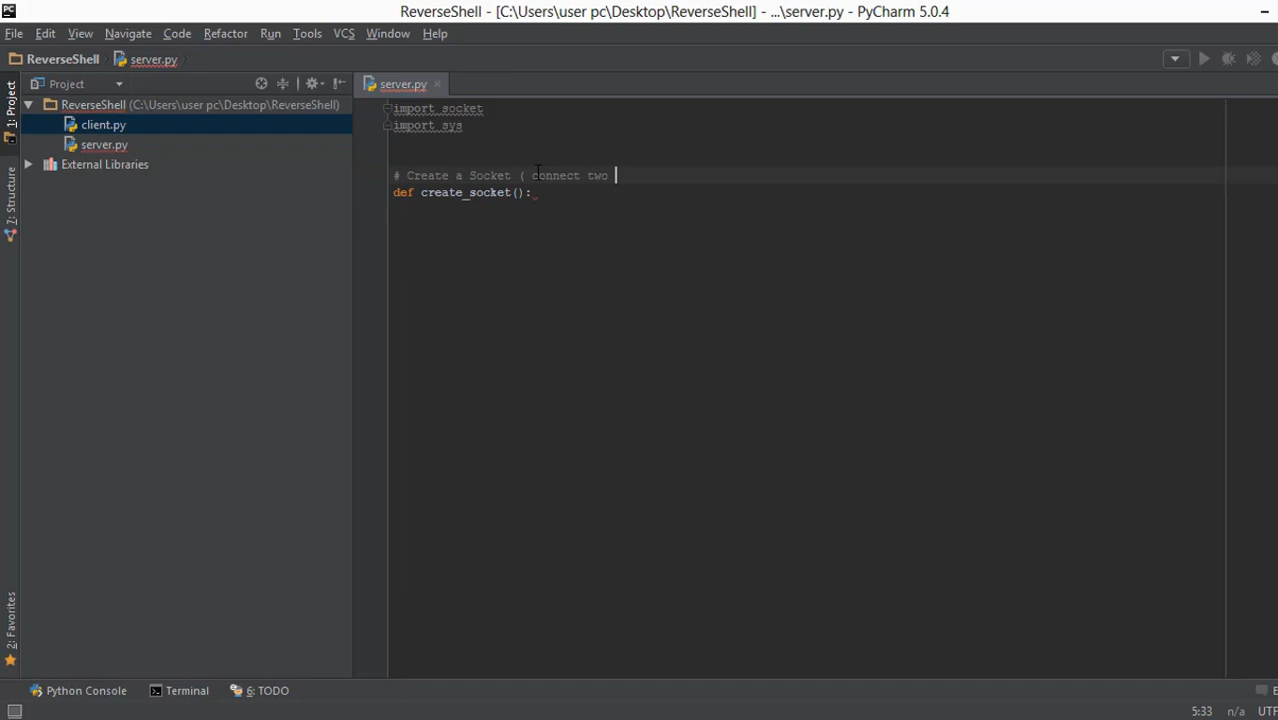 ReverseShell - [C:\Users\user pc\Desktop\ReverseShell] - ...\server.py - PyCharm 5.0.4
File Edit View Navigate Code Refactor Run Tools VCS Window Help
ReverseShell server.py
Project
server.py
1: Project
ReverseShell (C:\Users\user pc\Desktop\ReverseShell)
client.py
server.py
External Libraries
7: Structure
2: Favorites
import socket
import sys
# Create a Socket ( connect two
def create_socket():
Python Console Terminal 6: TODO
5:33 n/a